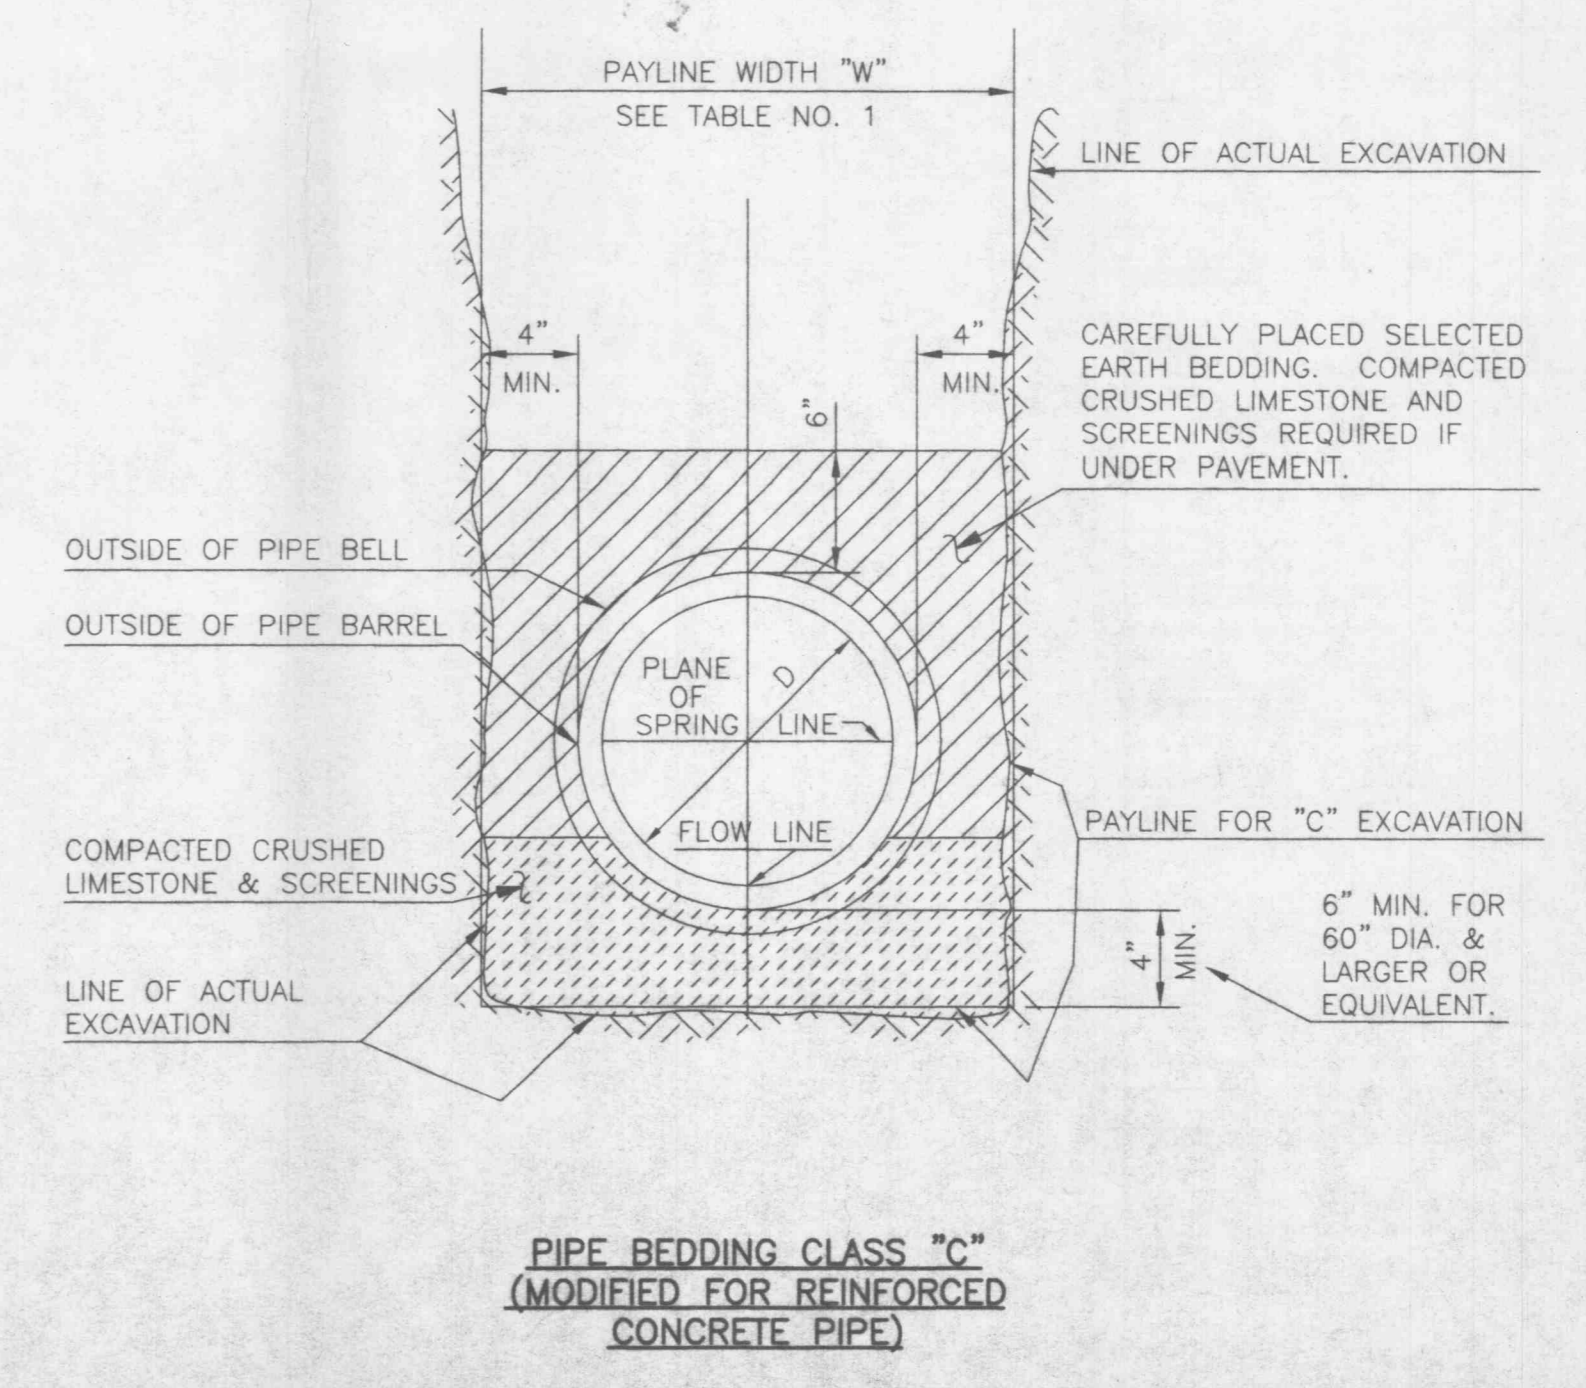 PAYLINE WIDTH "W"
SEE TABLE NO. 1
LINE OF ACTUAL EXCAVATION
4"
MIN.
4"
MIN.
6"
CAREFULLY PLACED SELECTED
EARTH BEDDING. COMPACTED
CRUSHED LIMESTONE AND
SCREENINGS REQUIRED IF
UNDER PAVEMENT.
OUTSIDE OF PIPE BELL
OUTSIDE OF PIPE BARREL
PLANE
OF
SPRING LINE
D
FLOW LINE
COMPACTED CRUSHED
LIMESTONE & SCREENINGS
PAYLINE FOR "C" EXCAVATION
LINE OF ACTUAL
EXCAVATION
4"
MIN.
6" MIN. FOR
60" DIA. &
LARGER OR
EQUIVALENT.
PIPE BEDDING CLASS "C"
(MODIFIED FOR REINFORCED
CONCRETE PIPE)